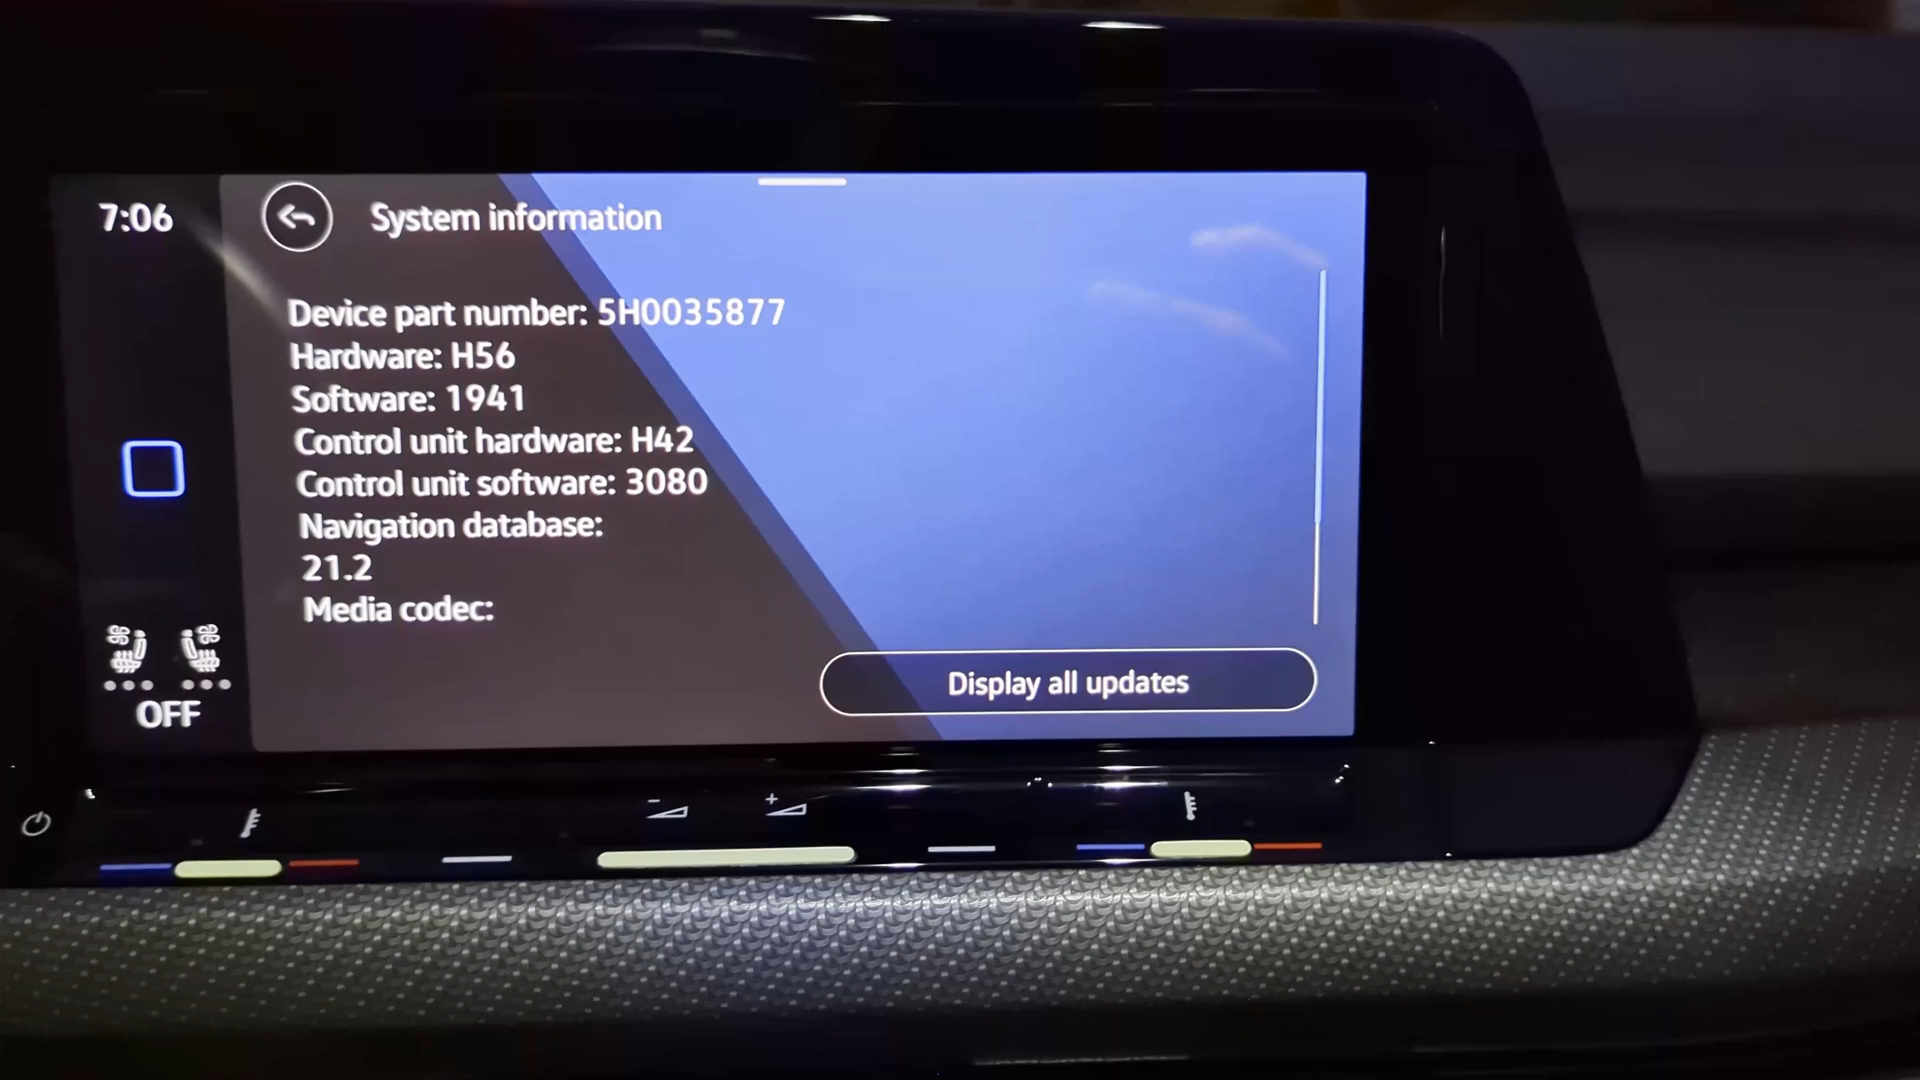 7:06
System information
Device part number: 5H0035877
Hardware: H56
Software: 1941
Control unit hardware: H42
Control unit software: 3080
Navigation database:
21.2
Media codec:
Display all updates
OFF